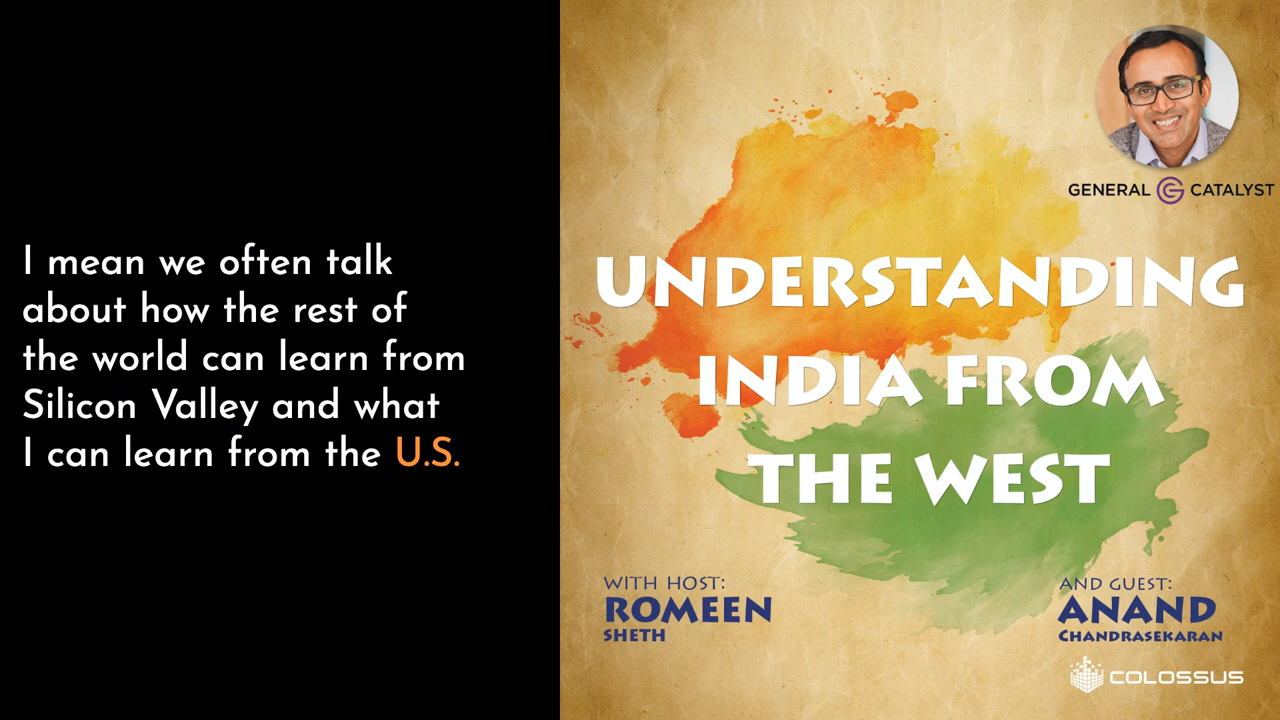 I mean we often talk
about how the rest of
the world can learn from
Silicon Valley and what
I can learn from the U.S.
GENERAL CATALYST
UNDERSTANDING
INDIA FROM
THE WEST
WITH HOST:
ROMEEN
SHETH
AND GUEST:
ANAND
CHANDRASEKARAN
COLOSSUS